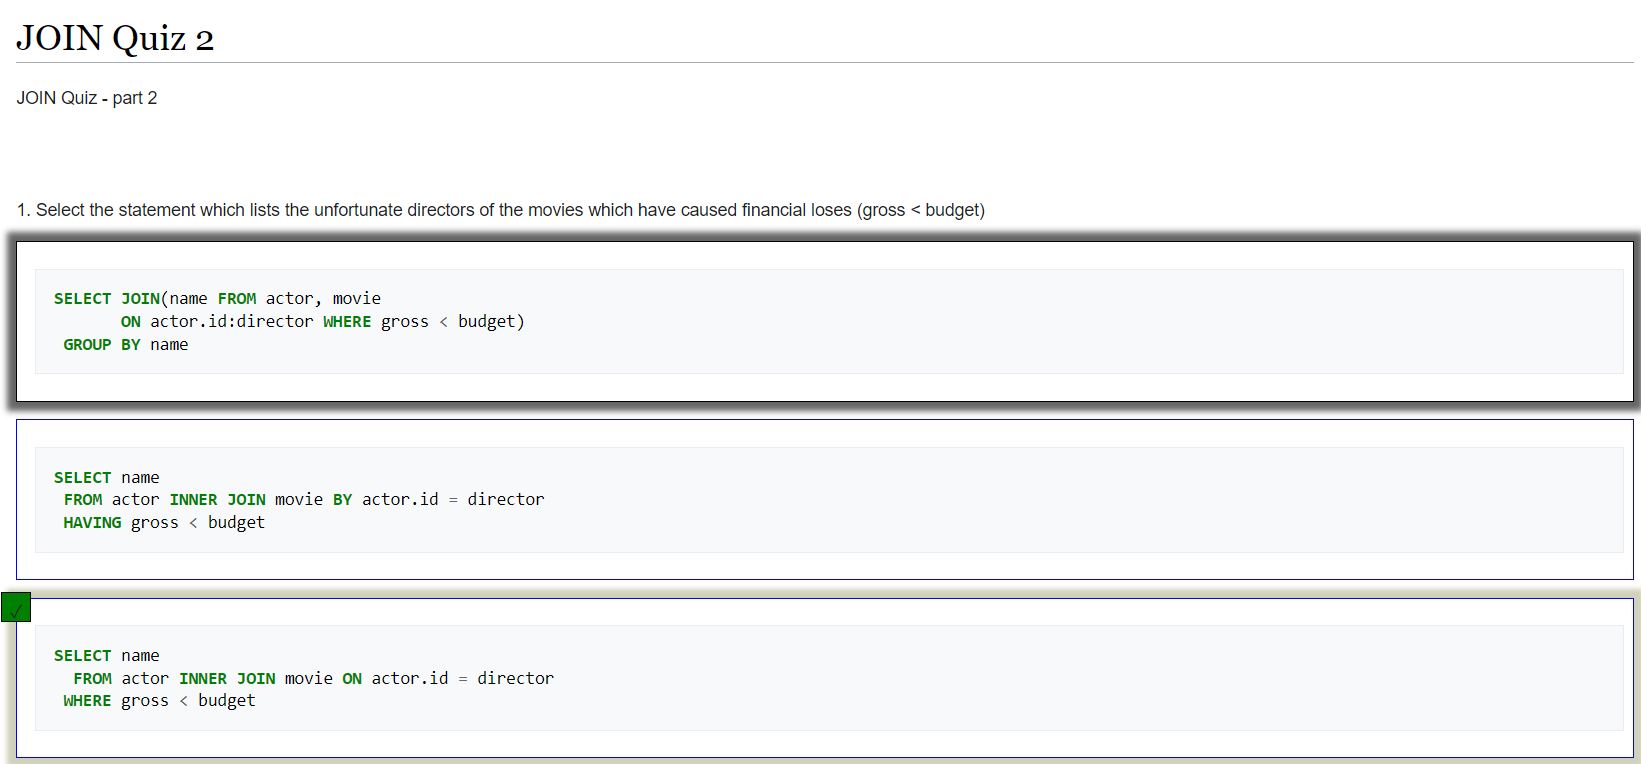 JOIN Quiz 2
JOIN Quiz - part 2
1. Select the statement which lists the unfortunate directors of the movies which have caused financial loses (gross < budget)
SELECT JOIN(name FROM actor, movie
ON actor.id:director WHERE gross < budget)
GROUP BY name
SELECT name
FROM actor INNER JOIN movie BY actor.id = director
HAVING gross < budget
✓
SELECT name
FROM actor INNER JOIN movie ON actor.id = director
WHERE gross < budget